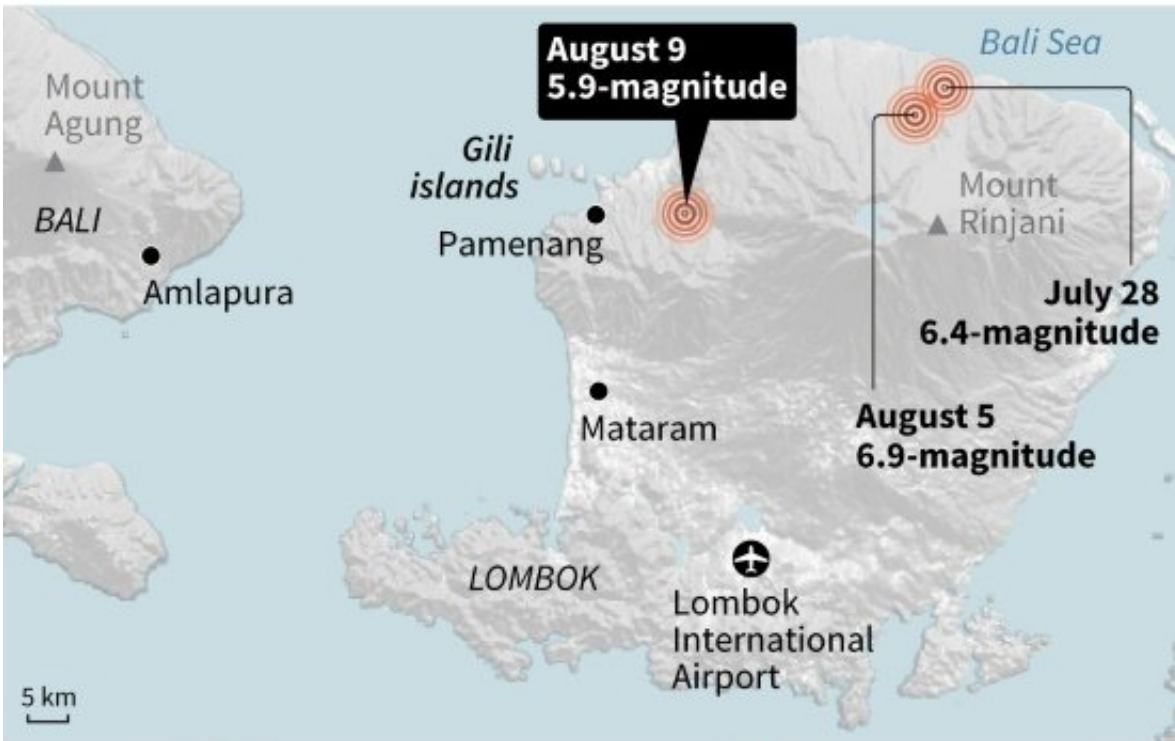 August 9
5.9-magnitude
Bali Sea
Mount
Agung
Gili
islands
BALI
Pamenang
Mount
Rinjani
Amlapura
July 28
6.4-magnitude
Mataram
August 5
6.9-magnitude
LOMBOK
Lombok
International
Airport
5 km